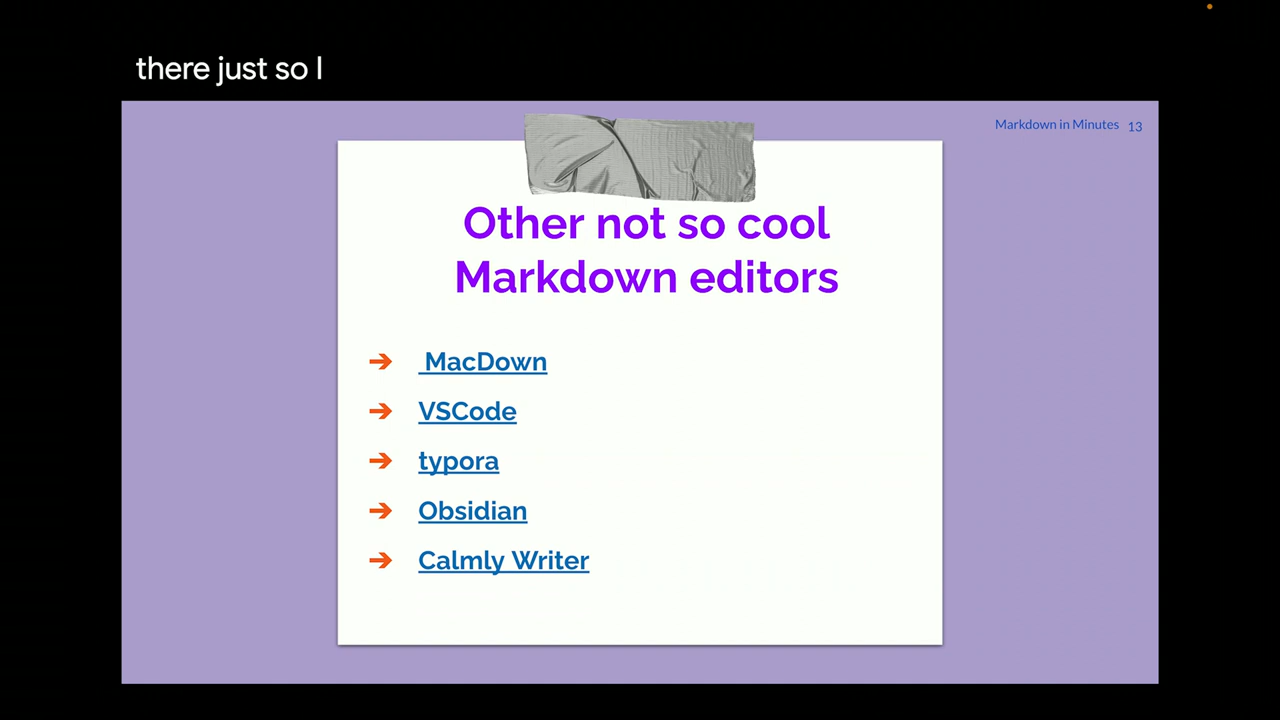 there just so I
Markdown in Minutes 13
Other not so cool
Markdown editors
➔ MacDown
➔ VSCode
➔ typora
➔ Obsidian
➔ Calmly Writer